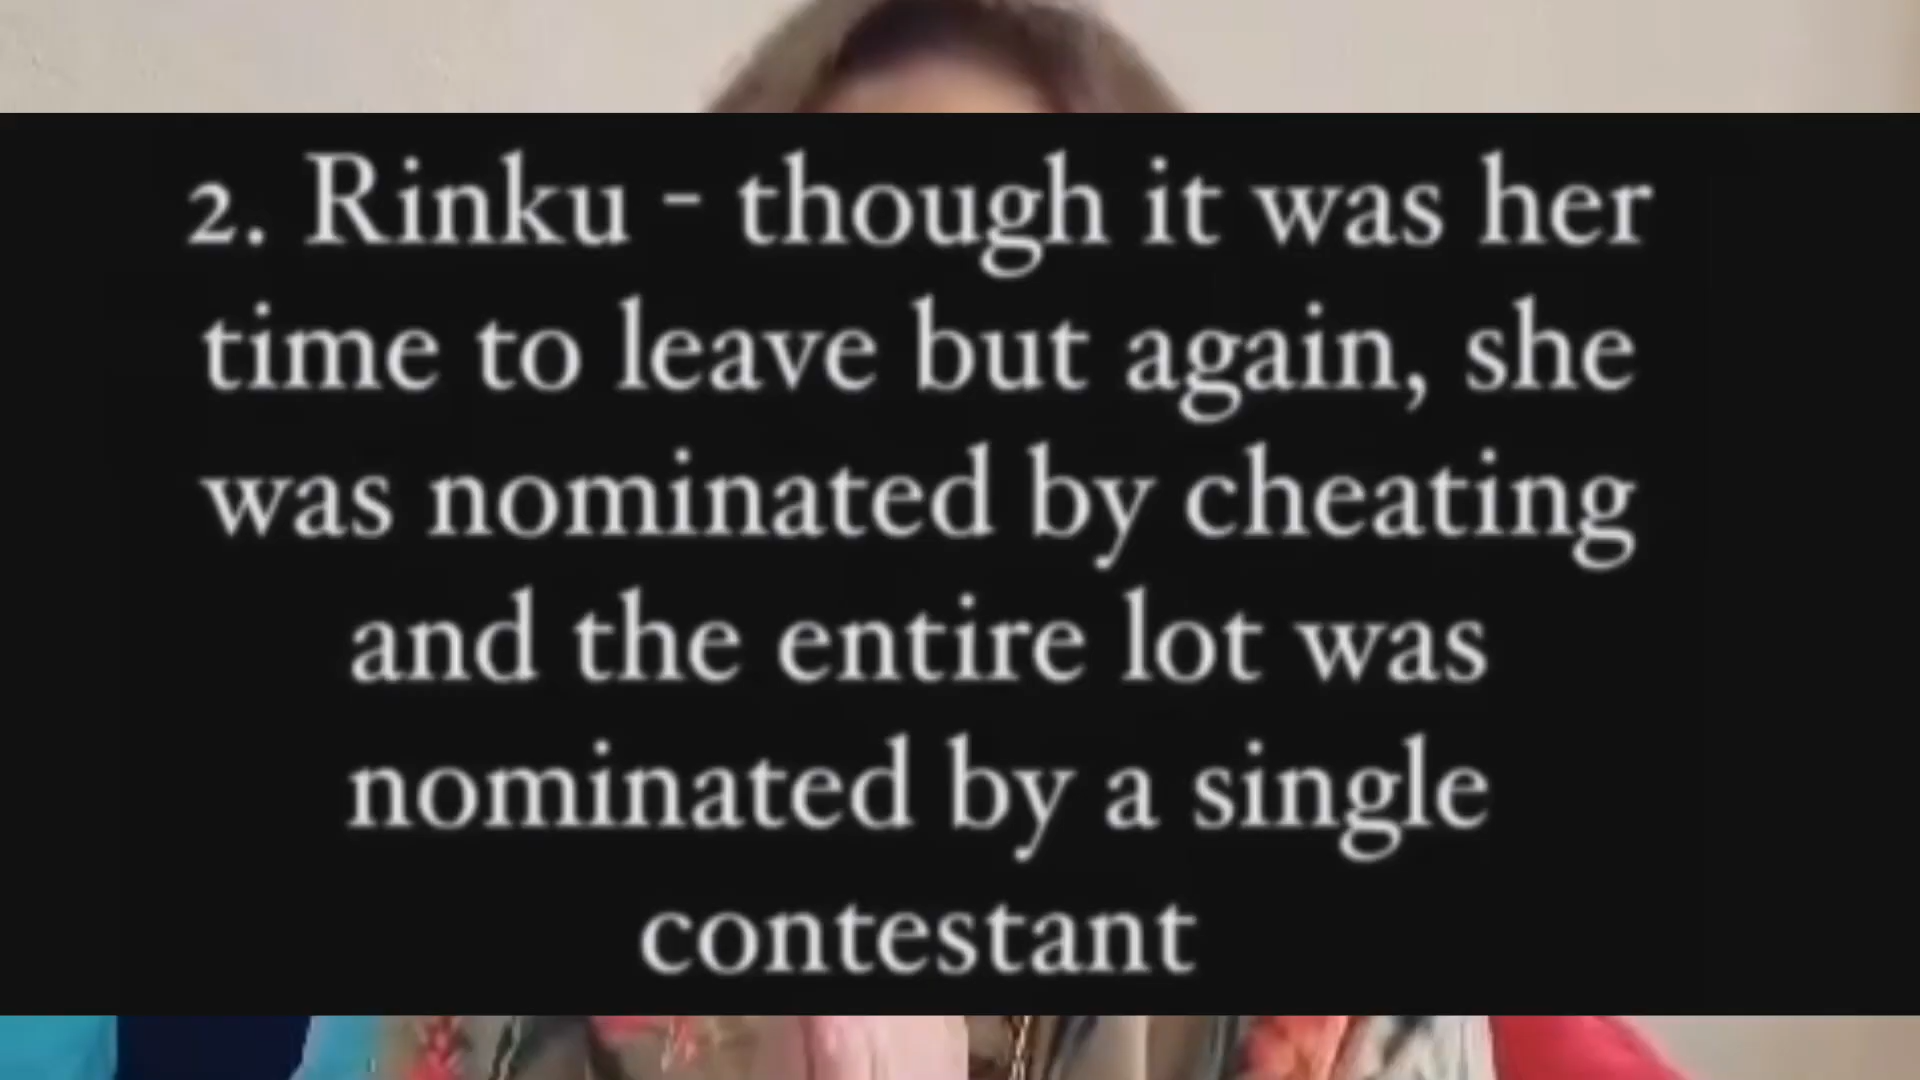 2. Rinku - though it was her
time to leave but again, she
was nominated by cheating
and the entire lot was
nominated by a single
contestant